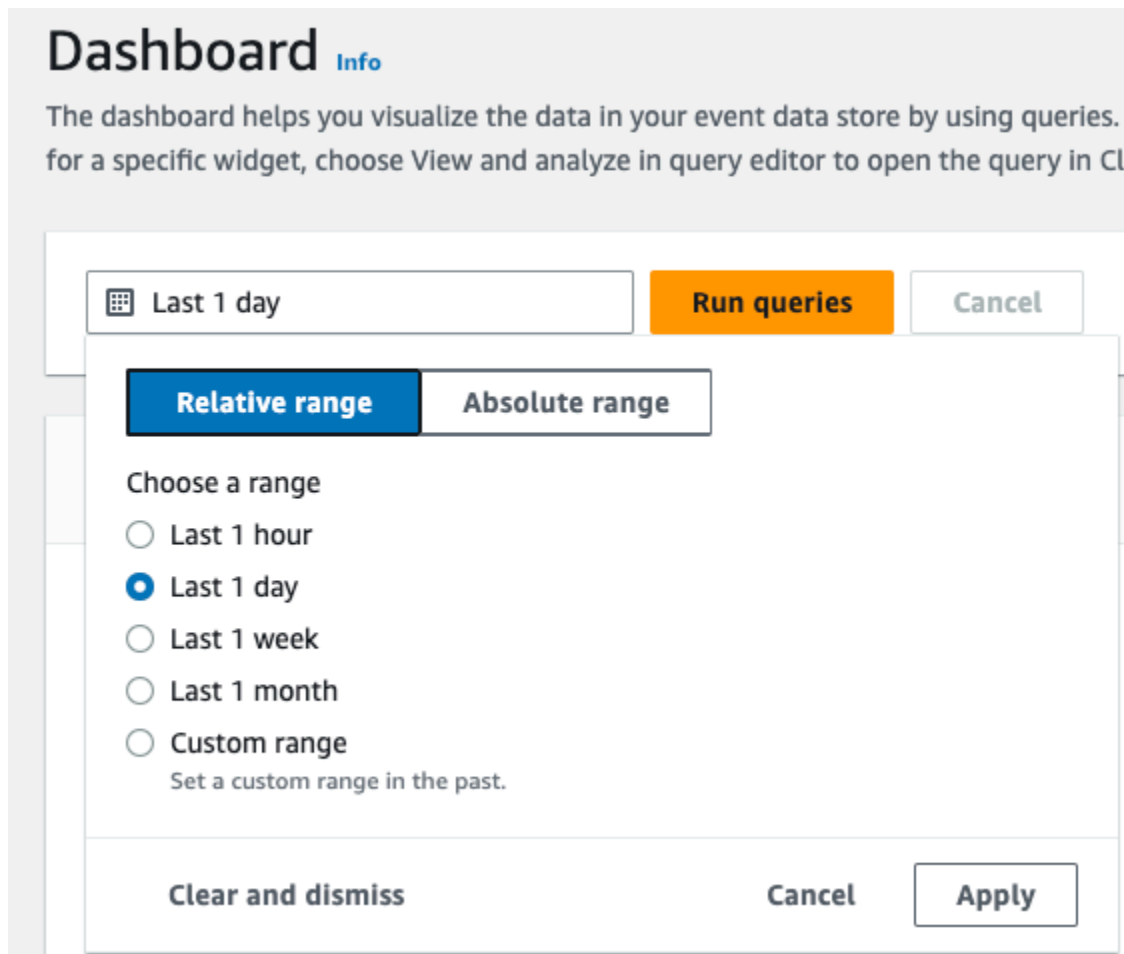 Dashboard Info
The dashboard helps you visualize the data in your event data store by using queries.
for a specific widget, choose View and analyze in query editor to open the query in
Last 1 day
Run queries
Cancel
Relative range
Absolute range
Choose a range
Last 1 hour
Last 1 day
Last 1 week
Last 1 month
Custom range
Set a custom range in the past.
Clear and dismiss
Cancel
Apply